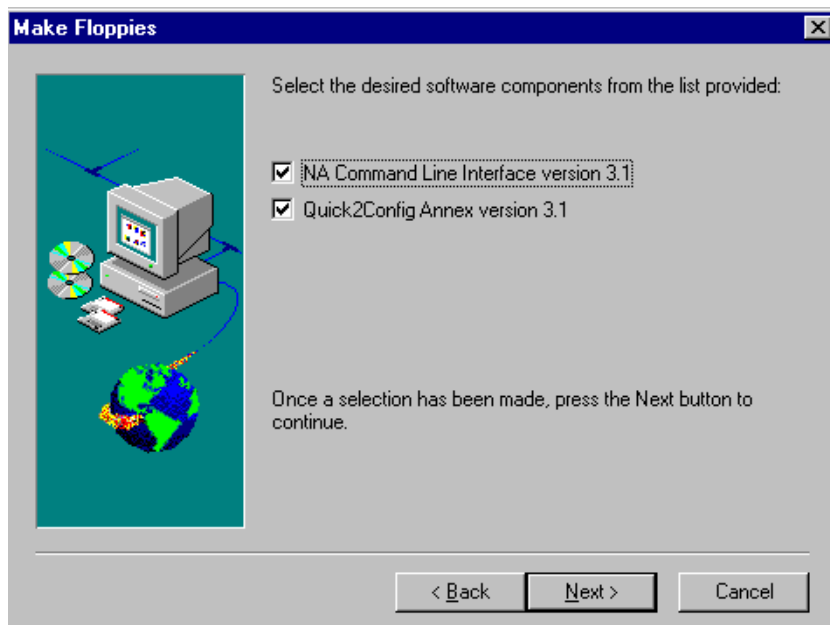 Make Floppies
Select the desired software components from the list provided:
NA Command Line Interface version 3.1
Quick2Config Annex version 3.1
Once a selection has been made, press the Next button to
continue.
< Back
Next >
Cancel